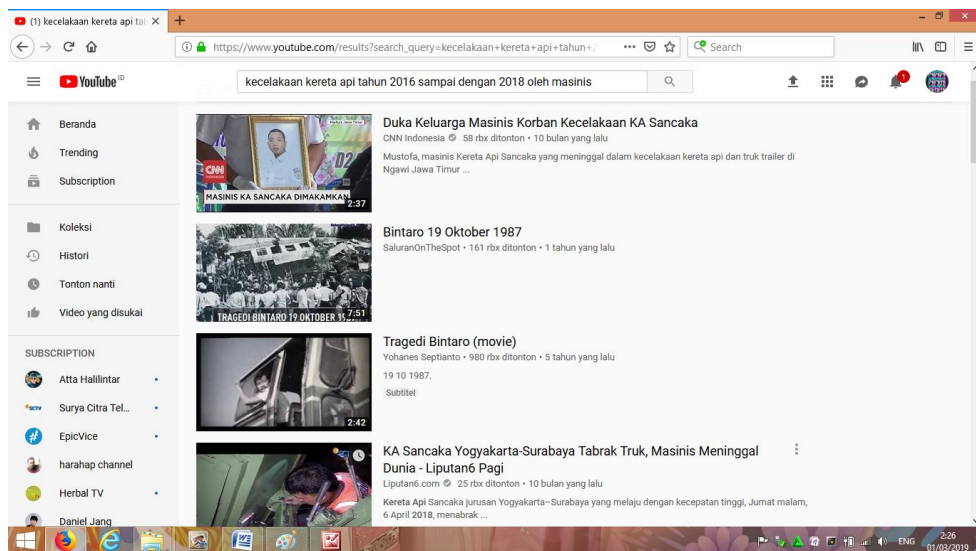 (1) kecelakaan kereta api tah
https://www.youtube.com/results?search_query=kecelakaan+kereta+api+tahun+2
Search
YouTube ID
kecelakaan kereta api tahun 2016 sampai dengan 2018 oleh masinis
1
Beranda
Trending
Subscription
Koleksi
Histori
Tonton nanti
Video yang disukai
SUBSCRIPTION
Atta Halilintar
Surya Citra Tel...
EpicVice
harahap channel
Herbal TV
Daniel Jang
CNN
MASINIS KA SANCAKA DIMAKAMKAN
2:37
Duka Keluarga Masinis Korban Kecelakaan KA Sancaka
CNN Indonesia • 58 rbx ditonton • 10 bulan yang lalu
Mustofa, masinis Kereta Api Sancaka yang meninggal dalam kecelakaan kereta api dan truk trailer di
Ngawi Jawa Timur ...
TRAGEDI BINTARO 19 OKTOBER
7:51
Bintaro 19 Oktober 1987
SaluranOnTheSpot • 161 rbx ditonton • 1 tahun yang lalu
2:42
Tragedi Bintaro (movie)
Yohanes Septianto • 980 rbx ditonton • 5 tahun yang lalu
19 10 1987.
Subtitel
KA Sancaka Yogyakarta-Surabaya Tabrak Truk, Masinis Meninggal
Dunia - Liputan6 Pagi
Liputan6.com • 25 rbx ditonton • 10 bulan yang lalu
Kereta Api Sancaka jurusan Yogyakarta–Surabaya yang melaju dengan kecepatan tinggi, Jumat malam,
6 April 2018, menabrak ...
ENG
2:26
01/03/2019